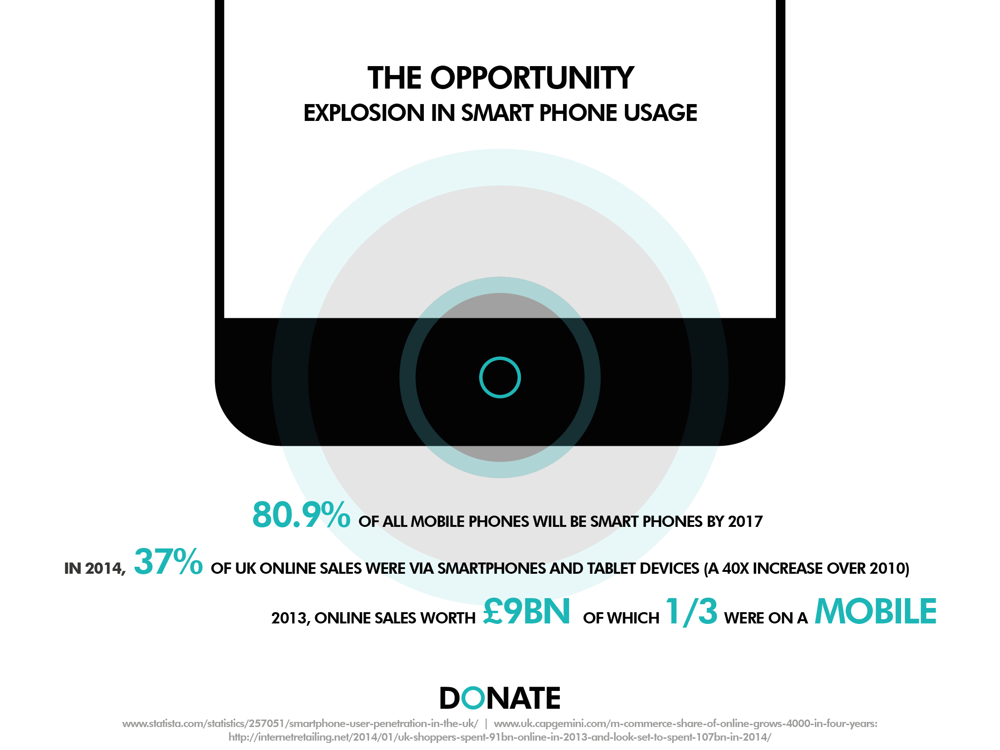 THE OPPORTUNITY
EXPLOSION IN SMART PHONE USAGE
80.9% OF ALL MOBILE PHONES WILL BE SMART PHONES BY 2017
IN 2014, 37% OF UK ONLINE SALES WERE VIA SMARTPHONES AND TABLET DEVICES (A 40X INCREASE OVER 2010)
2013, ONLINE SALES WORTH £9BN OF WHICH 1/3 WERE ON A MOBILE
DONATE
www.statista.com/statistics/257051/smartphone-user-penetration-in-the-uk/ | www.uk.capgemini.com/m-commerce-share-of-online-grows-4000-in-four-years:
http://internetretailing.net/2014/01/uk-shoppers-spent-91bn-online-in-2013-and-look-set-to-spent-107bn-in-2014/